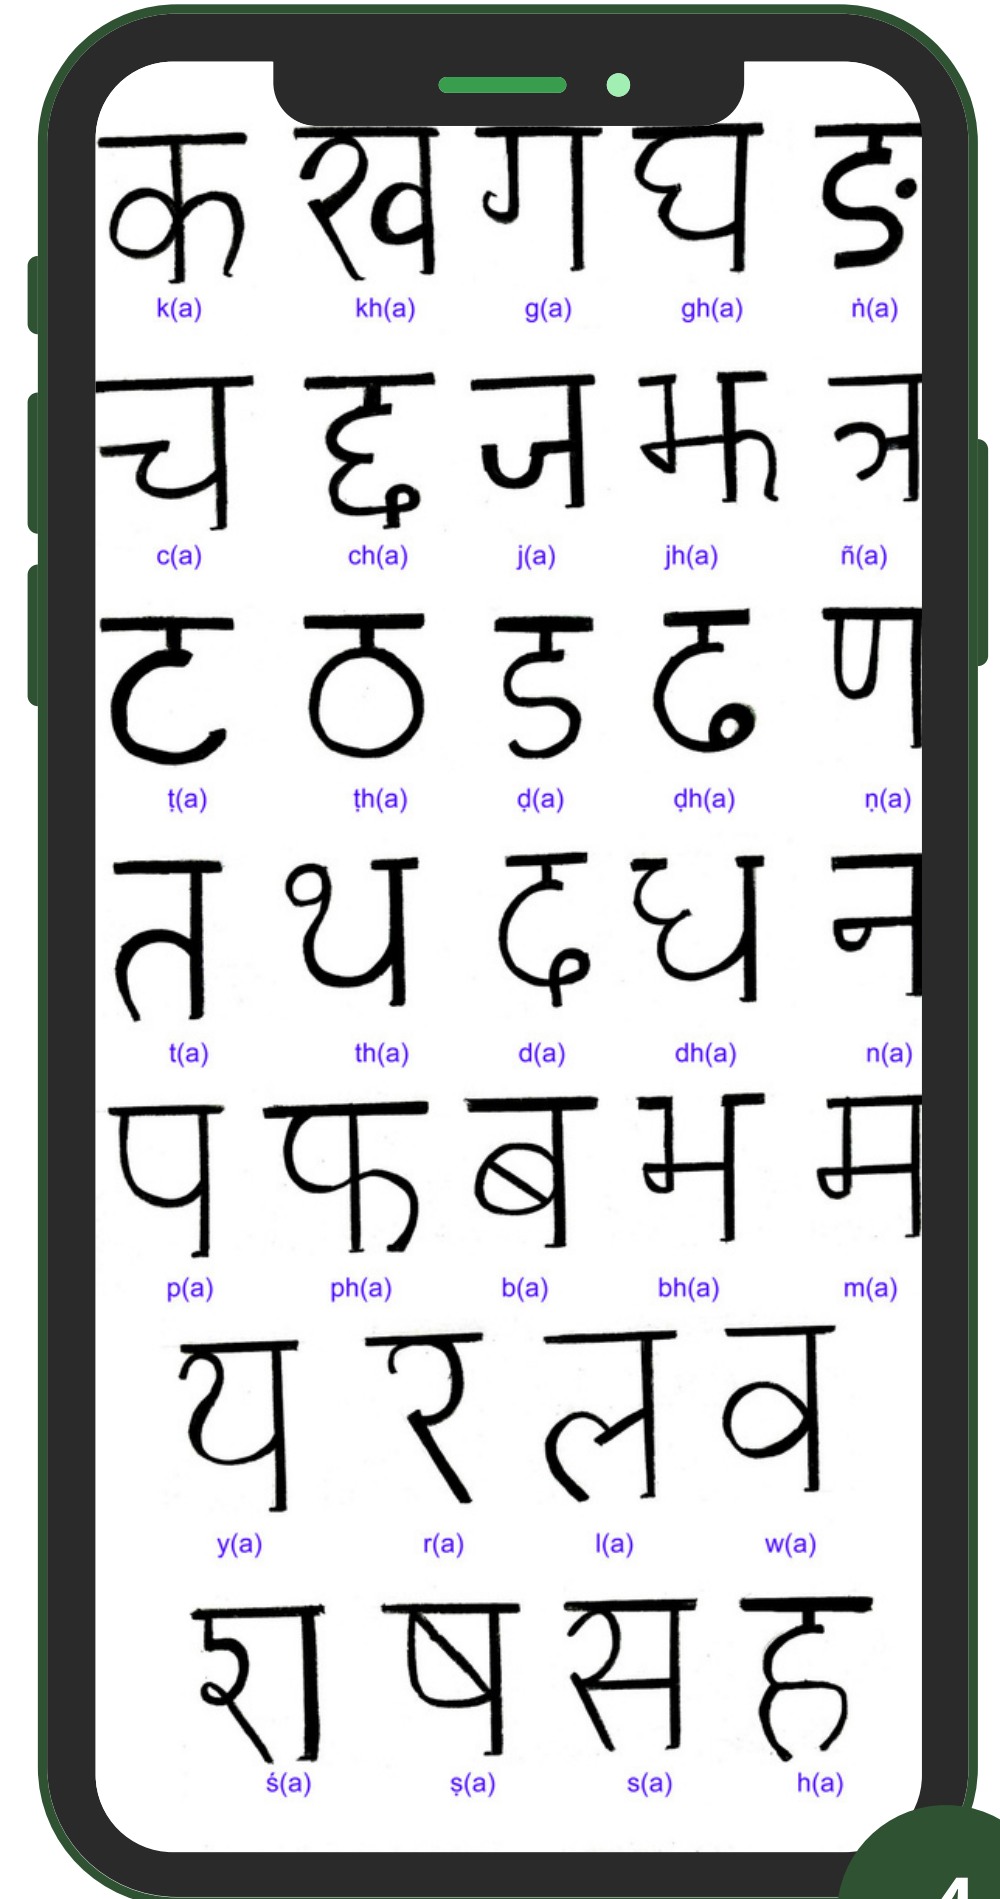 क ख ग घ ङ
k(a) kh(a) g(a) gh(a) ṅ(a)
च छ ज झ ञ
c(a) ch(a) j(a) jh(a) ñ(a)
ट ठ ड ढ ण
ṭ(a) ṭh(a) ḍ(a) ḍh(a) ṇ(a)
त थ द ध न
t(a) th(a) d(a) dh(a) n(a)
प फ ब भ म
p(a) ph(a) b(a) bh(a) m(a)
य र ल व
y(a) r(a) l(a) w(a)
श ष स ह
ś(a) ṣ(a) s(a) h(a)